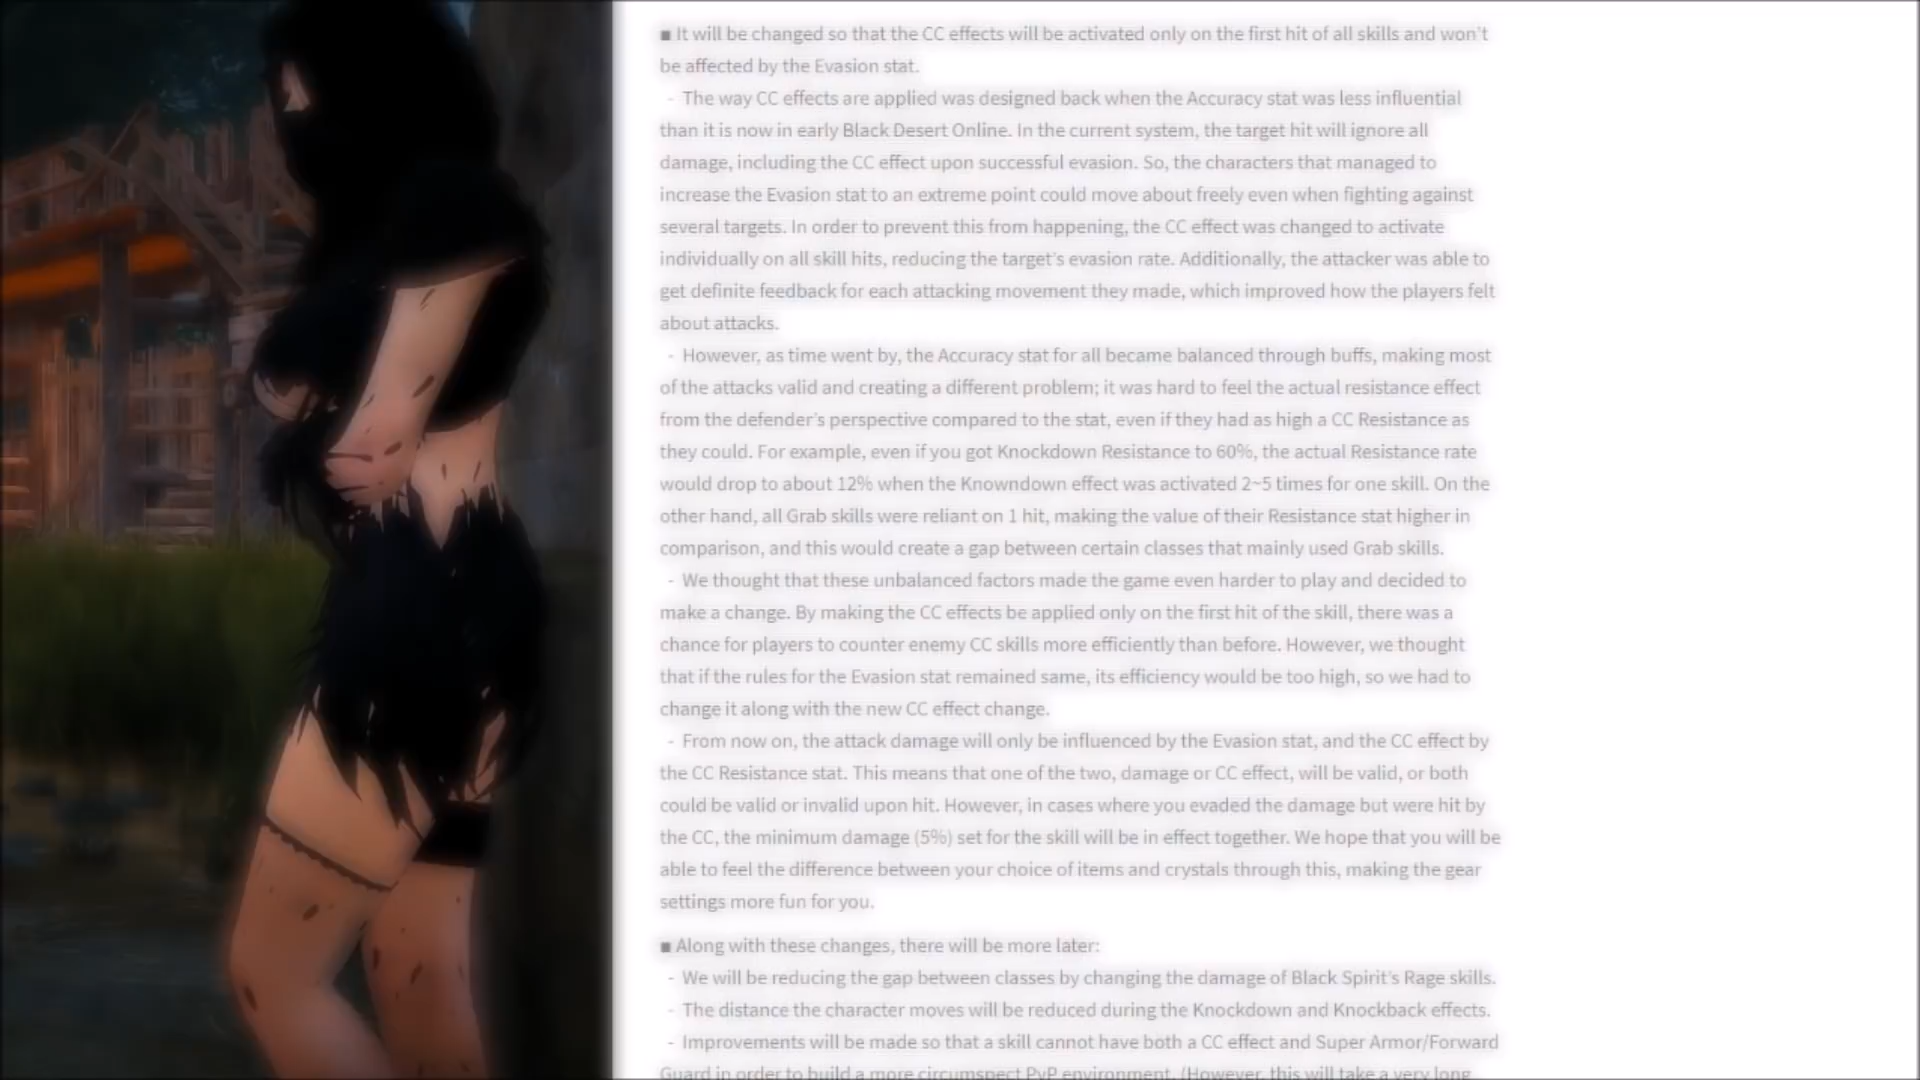 ■ It will be changed so that the CC effects will be activated only on the first hit of all skills and won't
be affected by the Evasion stat.
- The way CC effects are applied was designed back when the Accuracy stat was less influential
than it is now in early Black Desert Online. In the current system, the target hit will ignore all
damage, including the CC effect upon successful evasion. So, the characters that managed to
increase the Evasion stat to an extreme point could move about freely even when fighting against
several targets. In order to prevent this from happening, the CC effect was changed to activate
individually on all skill hits, reducing the target's evasion rate. Additionally, the attacker was able to
get definite feedback for each attacking movement they made, which improved how the players felt
about attacks.
- However, as time went by, the Accuracy stat for all became balanced through buffs, making most
of the attacks valid and creating a different problem; it was hard to feel the actual resistance effect
from the defender's perspective compared to the stat, even if they had as high a CC Resistance as
they could. For example, even if you got Knockdown Resistance to 60%, the actual Resistance rate
would drop to about 12% when the Knowndown effect was activated 2~5 times for one skill. On the
other hand, all Grab skills were reliant on 1 hit, making the value of their Resistance stat higher in
comparison, and this would create a gap between certain classes that mainly used Grab skills.
- We thought that these unbalanced factors made the game even harder to play and decided to
make a change. By making the CC effects be applied only on the first hit of the skill, there was a
chance for players to counter enemy CC skills more efficiently than before. However, we thought
that if the rules for the Evasion stat remained same, its efficiency would be too high, so we had to
change it along with the new CC effect change.
- From now on, the attack damage will only be influenced by the Evasion stat, and the CC effect by
the CC Resistance stat. This means that one of the two, damage or CC effect, will be valid, or both
could be valid or invalid upon hit. However, in cases where you evaded the damage but were hit by
the CC, the minimum damage (5%) set for the skill will be in effect together. We hope that you will be
able to feel the difference between your choice of items and crystals through this, making the gear
settings more fun for you.
■ Along with these changes, there will be more later:
- We will be reducing the gap between classes by changing the damage of Black Spirit's Rage skills.
- The distance the character moves will be reduced during the Knockdown and Knockback effects.
- Improvements will be made so that a skill cannot have both a CC effect and Super Armor/Forward
Guard in order to build a more circumspect PvP environment. (However, this will take a very long